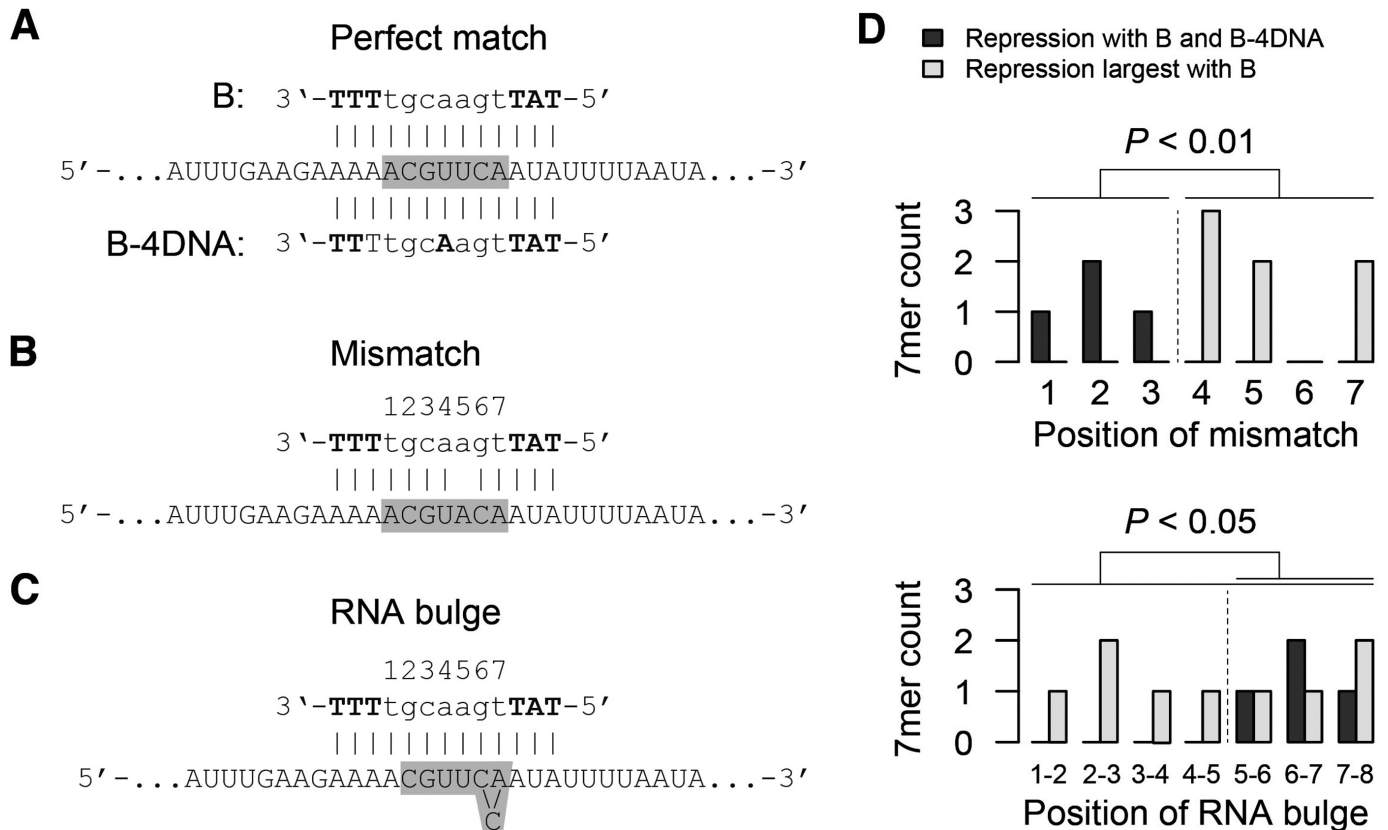 A
Perfect match
B: 3‘-TTTtgcaagtTAT-5′
| | | | | | | | | | | | |
5′-...AUUUGAAGAAAAACGUUCAAUAUUUUAAUA...-3′
| | | | | | | | | | | | |
B-4DNA: 3‘-TTTtgcAagtTAT-5′
B
Mismatch
1234567
3‘-TTTtgcaagtTAT-5′
| | | | | | | | | | | |
5′-...AUUUGAAGAAAAACGUACAAUAUUUUAAUA...-3′
C
RNA bulge
1234567
3‘-TTTtgcaagtTAT-5′
| | | | | | | | | | | | |
5′-...AUUUGAAGAAAACGUUCAAUAUUUUAAUA...-3′
\/
C
D
Repression with B and B-4DNA
Repression largest with B
P < 0.01
7mer count
3
2
1
0
1 2 3 4 5 6 7
Position of mismatch
P < 0.05
7mer count
3
2
1
0
1-2 2-3 3-4 4-5 5-6 6-7 7-8
Position of RNA bulge